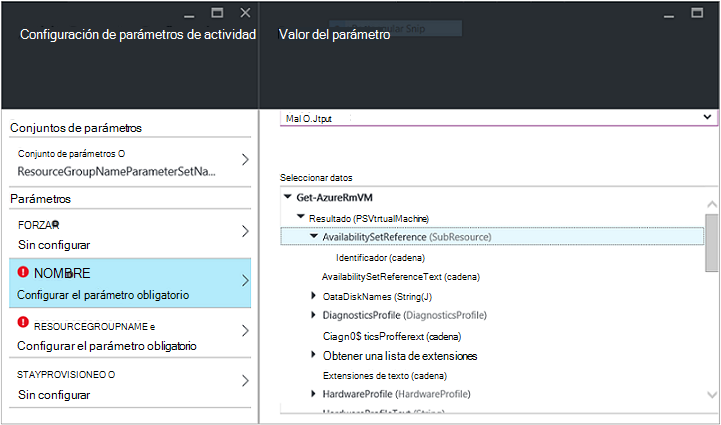 Configuración de parámetros de actividad
Conjuntos de parámetros
Conjunto de parámetros O
ResourceGroupNameParameterSetNa...
Parámetros
FORZAR
Sin configurar
NOMBRE
Configurar el parámetro obligatorio
RESOURCEGROUPNAME e
Configurar el parámetro obligatorio
STAYPROVISIONEO O
Sin configurar
Valor del parámetro
Snip
Mal O.Jtput
Seleccionar datos
Get-AzureRmVM
Resultado (PSVtrtualMachine)
AvailabilitySetReference (SubResource)
Identificador (cadena)
AvailabilitySetReferenceText (cadena)
OataDiskNames (String(J)
DiagnosticsProfile (DiagnosticsProfile)
Ciagn0$ ticsProfferext (cadena)
Obtener una lista de extensiones
Extensiones de texto (cadena)
HardwareProfile (HardwareProfile)
HardwareProfileText (String)